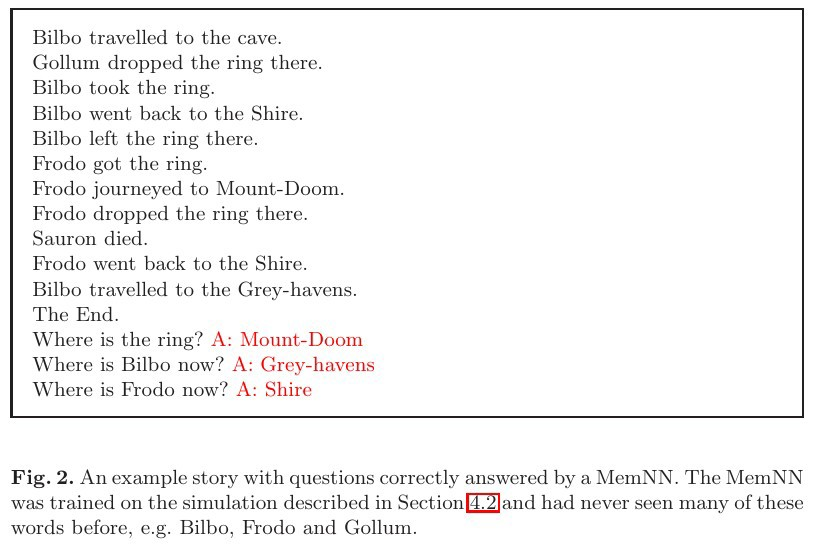 Bilbo travelled to the cave.
Gollum dropped the ring there.
Bilbo took the ring.
Bilbo went back to the Shire.
Bilbo left the ring there.
Frodo got the ring.
Frodo journeyed to Mount-Doom.
Frodo dropped the ring there.
Sauron died.
Frodo went back to the Shire.
Bilbo travelled to the Grey-havens.
The End.
Where is the ring? A: Mount-Doom
Where is Bilbo now? A: Grey-havens
Where is Frodo now? A: Shire
Fig. 2. An example story with questions correctly answered by a MemNN. The MemNN
was trained on the simulation described in Section 4.2 and had never seen many of these
words before, e.g. Bilbo, Frodo and Gollum.